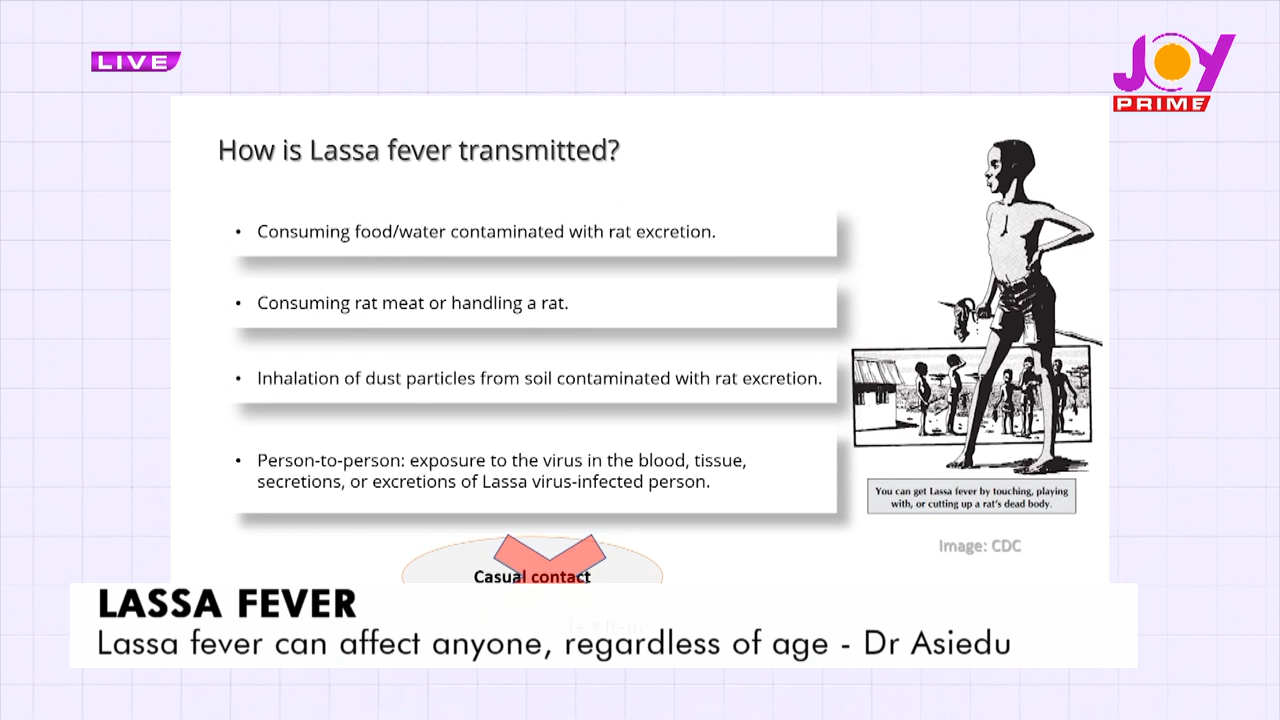 LIVE
JOY
PRIME
How is Lassa fever transmitted?
• Consuming food/water contaminated with rat excretion.
• Consuming rat meat or handling a rat.
• Inhalation of dust particles from soil contaminated with rat excretion.
• Person-to-person: exposure to the virus in the blood, tissue,
secretions, or excretions of Lassa virus-infected person.
You can get Lassa fever by touching, playing
with, or cutting up a rat's dead body.
Image: CDC
Casual contact
LASSA FEVER
Lassa fever can affect anyone, regardless of age - Dr Asiedu